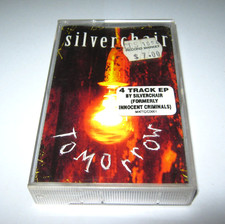 silverchair
$ 7.00
4 TRACK EP
BY SILVERCHAIR
(FORMERLY
INNOCENT CRIMINALS)
TOMORROW